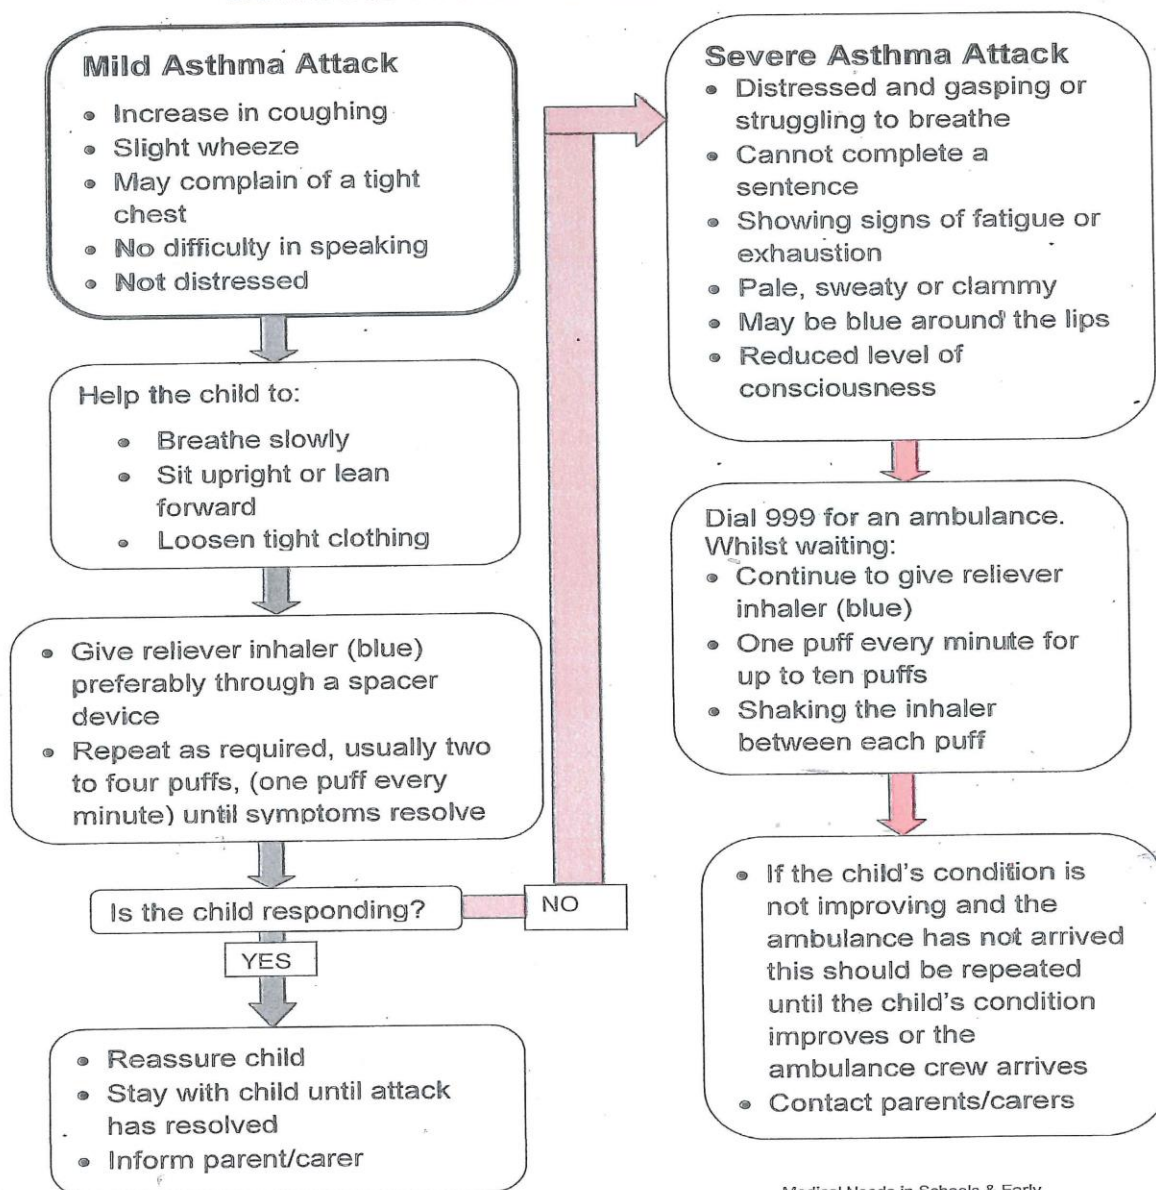 Mild Asthma Attack
• Increase in coughing
• Slight wheeze
• May complain of a tight
chest
• No difficulty in speaking
• Not distressed
Help the child to:
• Breathe slowly
• Sit upright or lean
forward
• Loosen tight clothing
• Give reliever inhaler (blue)
preferably through a spacer
device
• Repeat as required, usually two
to four puffs, (one puff every
minute) until symptoms resolve
Is the child responding?
NO
YES
• Reassure child
• Stay with child until attack
has resolved
• Inform parent/carer
Severe Asthma Attack
• Distressed and gasping or
struggling to breathe
• Cannot complete a
sentence
• Showing signs of fatigue or
exhaustion
• Pale, sweaty or clammy
• May be blue around the lips
• Reduced level of
consciousness
Dial 999 for an ambulance.
Whilst waiting:
• Continue to give reliever
inhaler (blue)
• One puff every minute for
up to ten puffs
• Shaking the inhaler
between each puff
• If the child's condition is
not improving and the
ambulance has not arrived
this should be repeated
until the child's condition
improves or the
ambulance crew arrives
• Contact parents/carers
Medical Needs in Schools & Early